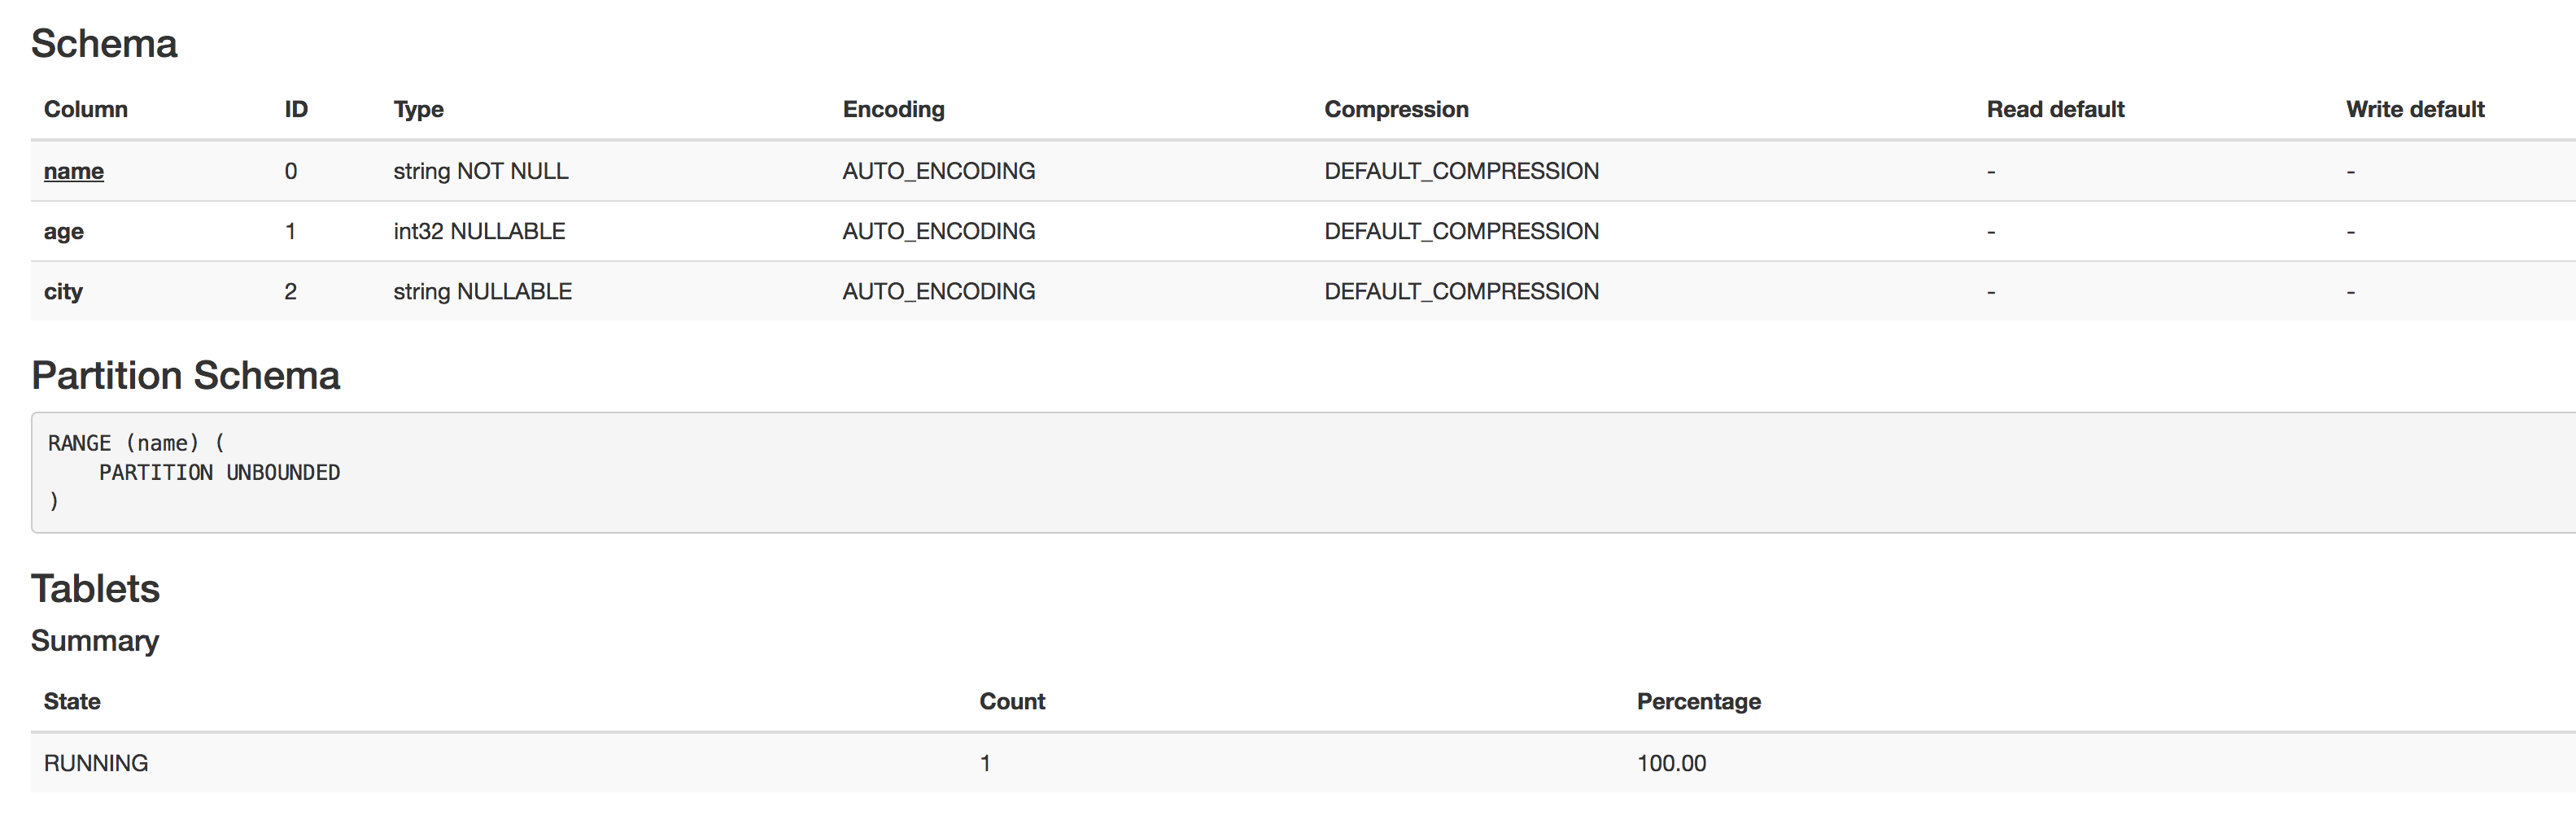 Schema
Column ID Type Encoding Compression Read default Write default
name 0 string NOT NULL AUTO_ENCODING DEFAULT_COMPRESSION - -
age 1 int32 NULLABLE AUTO_ENCODING DEFAULT_COMPRESSION - -
city 2 string NULLABLE AUTO_ENCODING DEFAULT_COMPRESSION - -
Partition Schema
RANGE (name) (
    PARTITION UNBOUNDED
)
Tablets
Summary
State Count Percentage
RUNNING 1 100.00